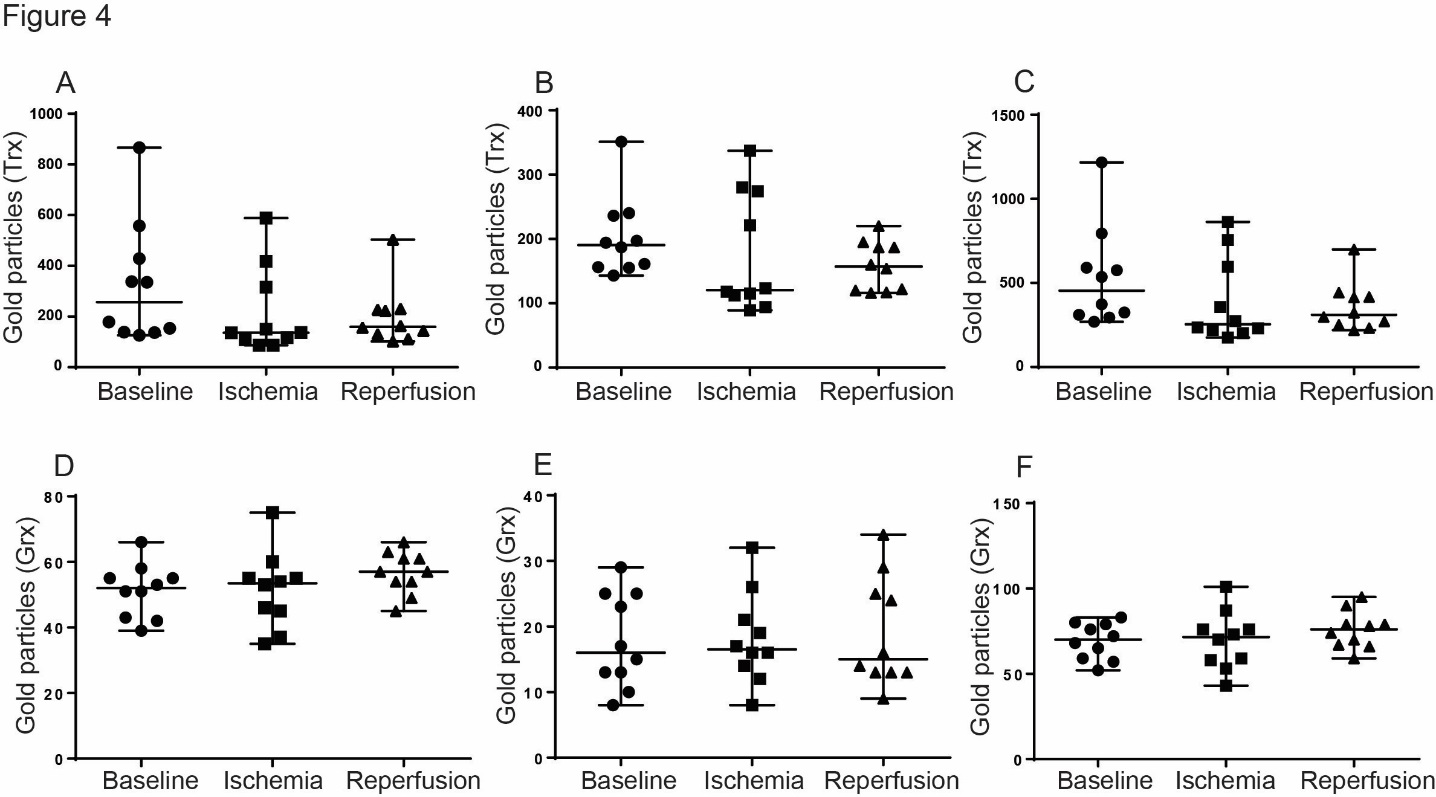 Figure 4
A
Gold particles (Trx)
1000
800
600
400
200
0
Baseline Ischemia Reperfusion
B
Gold particles (Trx)
400
300
200
100
0
Baseline Ischemia Reperfusion
C
Gold particles (Trx)
1500
1000
500
0
Baseline Ischemia Reperfusion
D
Gold particles (Grx)
80
60
40
20
0
Baseline Ischemia Reperfusion
E
Gold particles (Grx)
40
30
20
10
0
Baseline Ischemia Reperfusion
F
Gold particles (Grx)
150
100
50
0
Baseline Ischemia Reperfusion